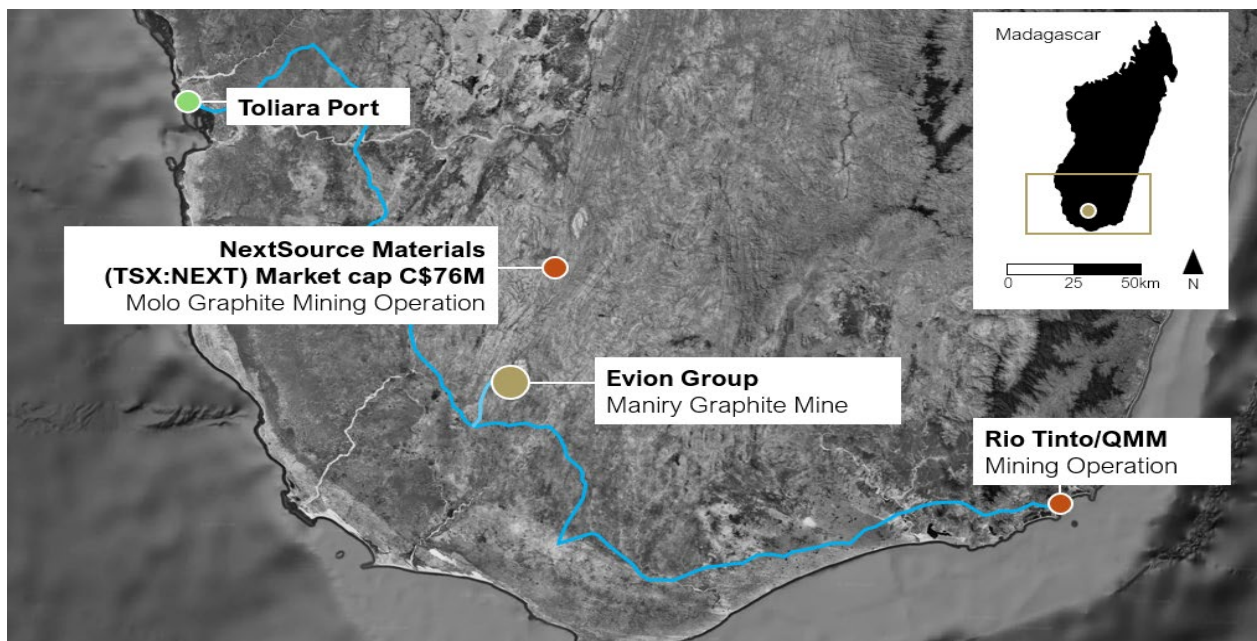 Toliara Port
NextSource Materials
(TSX:NEXT) Market cap C$76M
Molo Graphite Mining Operation
Evion Group
Maniry Graphite Mine
Rio Tinto/QMM
Mining Operation
Madagascar
0 25 50km
N